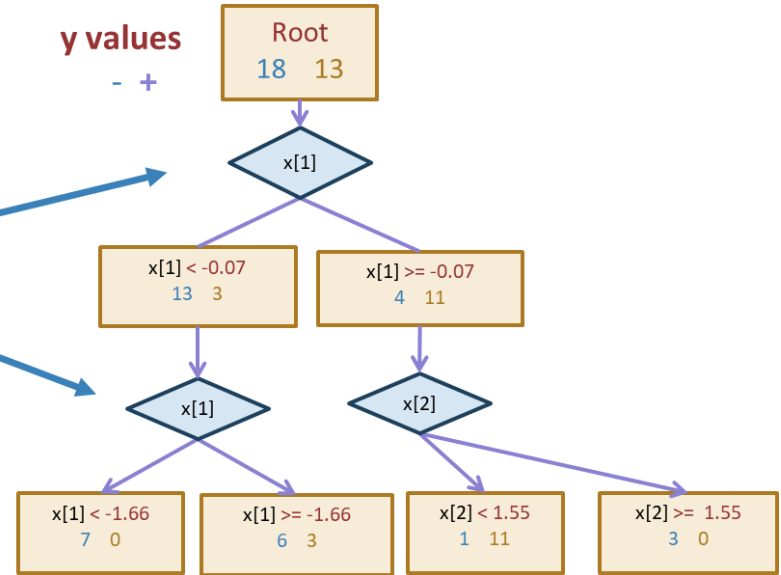 y values
- +
Root
18 13
x[1]
x[1] < -0.07
13 3
x[1] >= -0.07
4 11
x[1]
x[2]
x[1] < -1.66
7 0
x[1] >= -1.66
6 3
x[2] < 1.55
1 11
x[2] >= 1.55
3 0